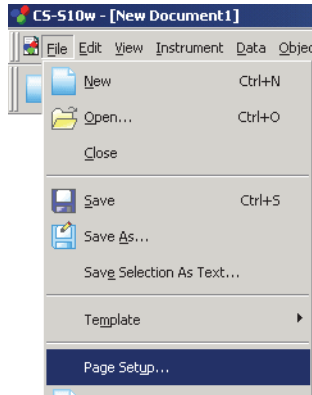 CS-S10w - [New Document1]
File Edit View Instrument Data Objec
New Ctrl+N
Open... Ctrl+O
Close
Save Ctrl+S
Save As...
Save Selection As Text...
Template
Page Setup...